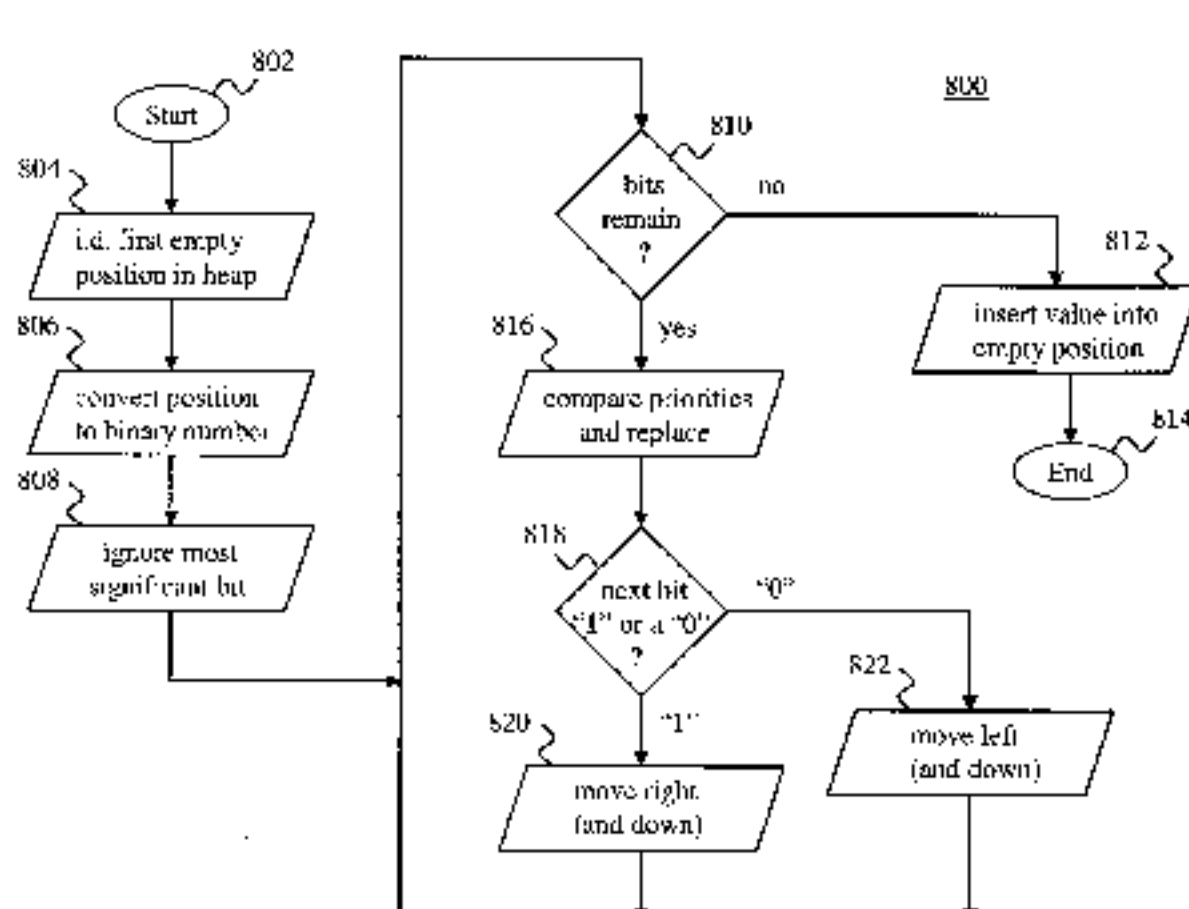 802
Start
804
i.d. first empty
position in heap
806
convert position
to binary number
808
ignore most
significant bit
800
810
bits
remain
?
no
812
insert value into
empty position
814
End
yes
816
compare priorities
and replace
818
next bit
“1” or a “0”
?
“0”
822
move left
(and down)
“1”
820
move right
(and down)